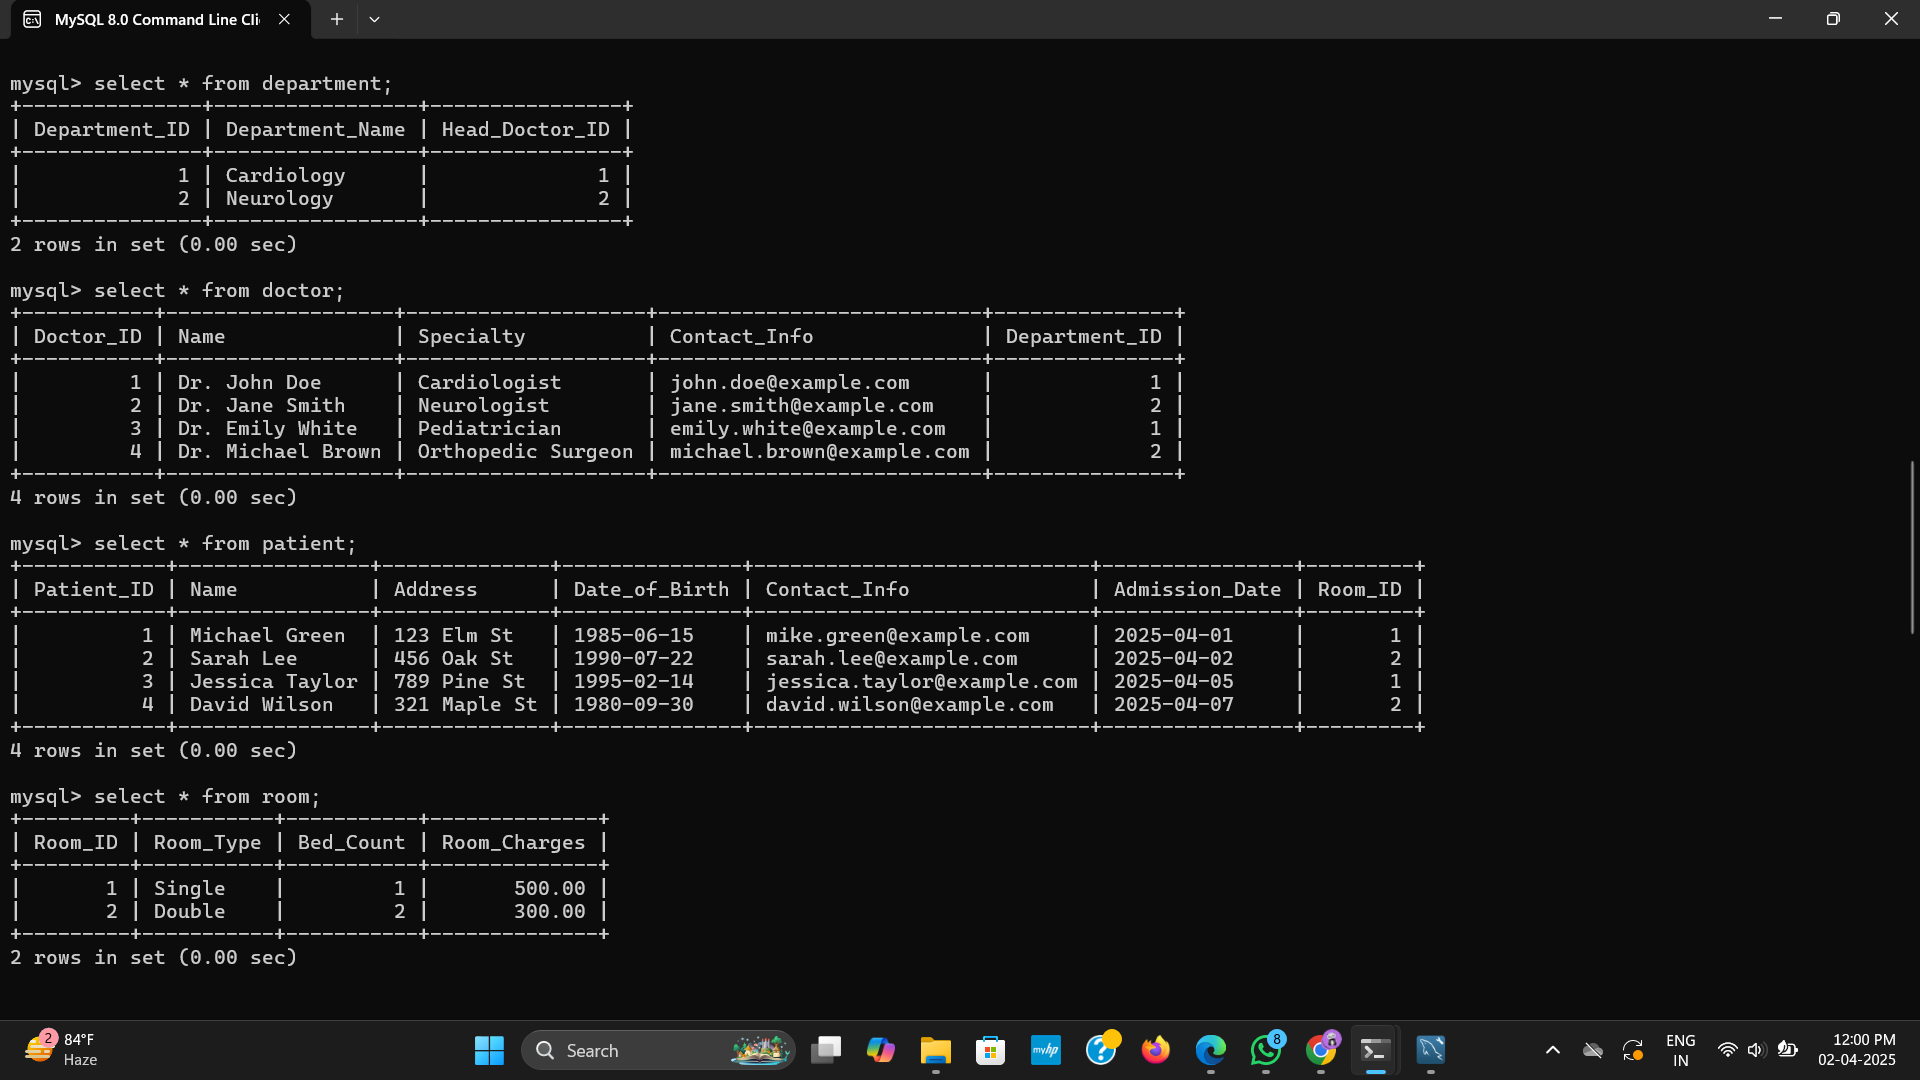 MySQL 8.0 Command Line Cli
mysql> select * from department;
+---------------+-----------------+----------------+
| Department_ID | Department_Name | Head_Doctor_ID |
+---------------+-----------------+----------------+
|             1 | Cardiology      |              1 |
|             2 | Neurology       |              2 |
+---------------+-----------------+----------------+
2 rows in set (0.00 sec)
mysql> select * from doctor;
+-----------+-------------------+--------------------+---------------------------+---------------+
| Doctor_ID | Name              | Specialty          | Contact_Info              | Department_ID |
+-----------+-------------------+--------------------+---------------------------+---------------+
|         1 | Dr. John Doe      | Cardiologist       | john.doe@example.com      |             1 |
|         2 | Dr. Jane Smith    | Neurologist        | jane.smith@example.com    |             2 |
|         3 | Dr. Emily White   | Pediatrician       | emily.white@example.com   |             1 |
|         4 | Dr. Michael Brown | Orthopedic Surgeon | michael.brown@example.com |             2 |
+-----------+-------------------+--------------------+---------------------------+---------------+
4 rows in set (0.00 sec)
mysql> select * from patient;
+------------+----------------+--------------+---------------+----------------------------+----------------+---------+
| Patient_ID | Name           | Address      | Date_of_Birth | Contact_Info               | Admission_Date | Room_ID |
+------------+----------------+--------------+---------------+----------------------------+----------------+---------+
|          1 | Michael Green  | 123 Elm St   | 1985-06-15    | mike.green@example.com     | 2025-04-01     |       1 |
|          2 | Sarah Lee      | 456 Oak St   | 1990-07-22    | sarah.lee@example.com      | 2025-04-02     |       2 |
|          3 | Jessica Taylor | 789 Pine St  | 1995-02-14    | jessica.taylor@example.com | 2025-04-05     |       1 |
|          4 | David Wilson   | 321 Maple St | 1980-09-30    | david.wilson@example.com   | 2025-04-07     |       2 |
+------------+----------------+--------------+---------------+----------------------------+----------------+---------+
4 rows in set (0.00 sec)
mysql> select * from room;
+---------+-----------+-----------+--------------+
| Room_ID | Room_Type | Bed_Count | Room_Charges |
+---------+-----------+-----------+--------------+
|       1 | Single    |         1 |       500.00 |
|       2 | Double    |         2 |       300.00 |
+---------+-----------+-----------+--------------+
2 rows in set (0.00 sec)
2
84°F
Haze
Search
myhp
?
8
ENG
IN
12:00 PM
02-04-2025